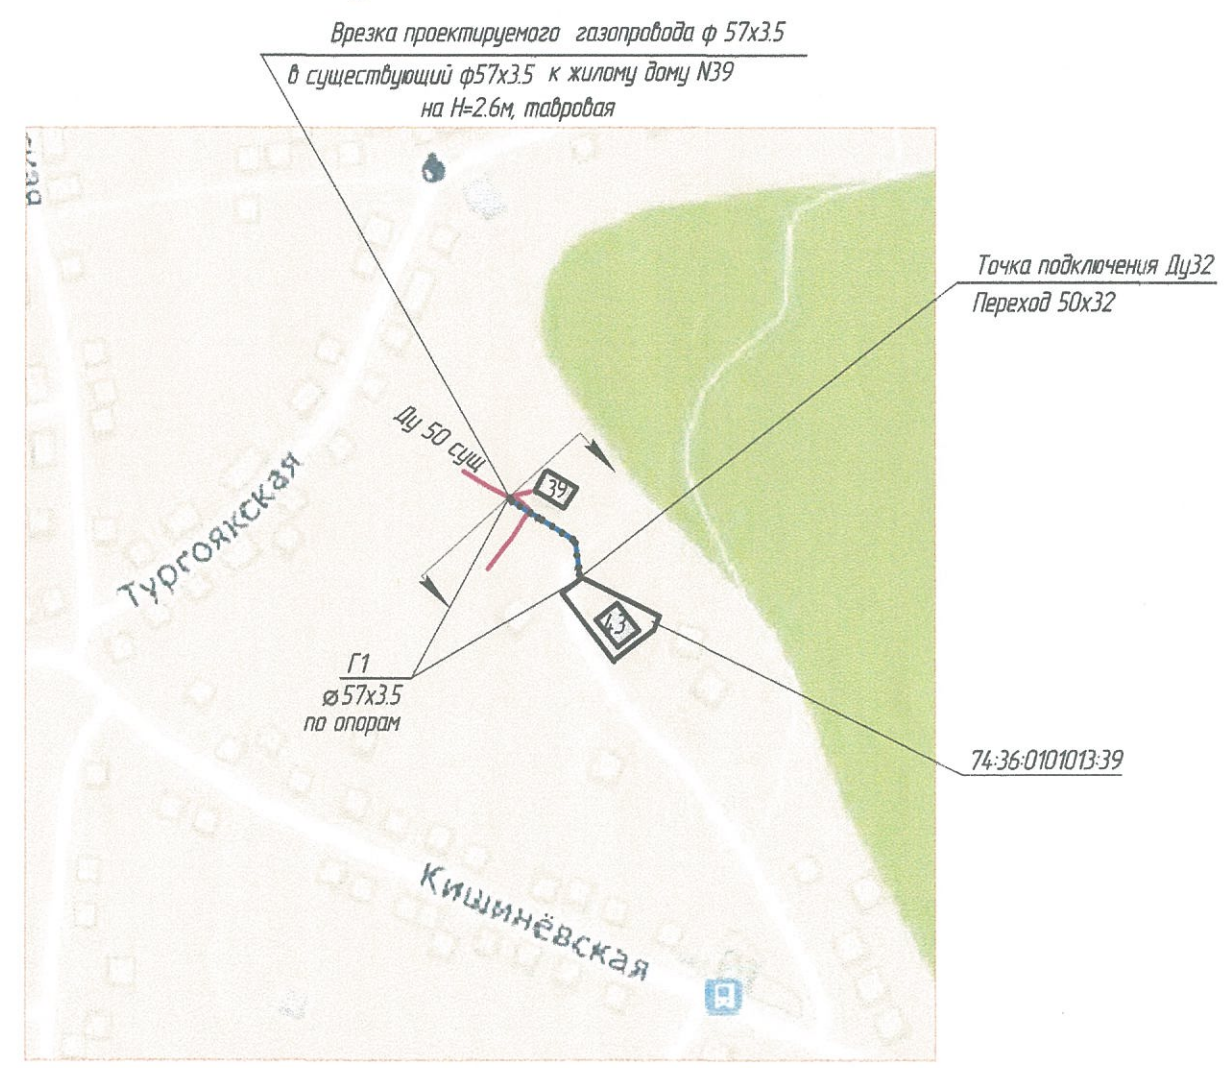 Врезка проектируемого газопровода ф 57х3.5
в существующий ф57х3.5 к жилому дому N39
на Н=2.6м, тавровая
Точка подключения Ду32
Переход 50х32
Ду 50 сущ
39
Тургоякская
43
Г1
⌀57х3.5
по опорам
74:36:0101013:39
Кишинёвская